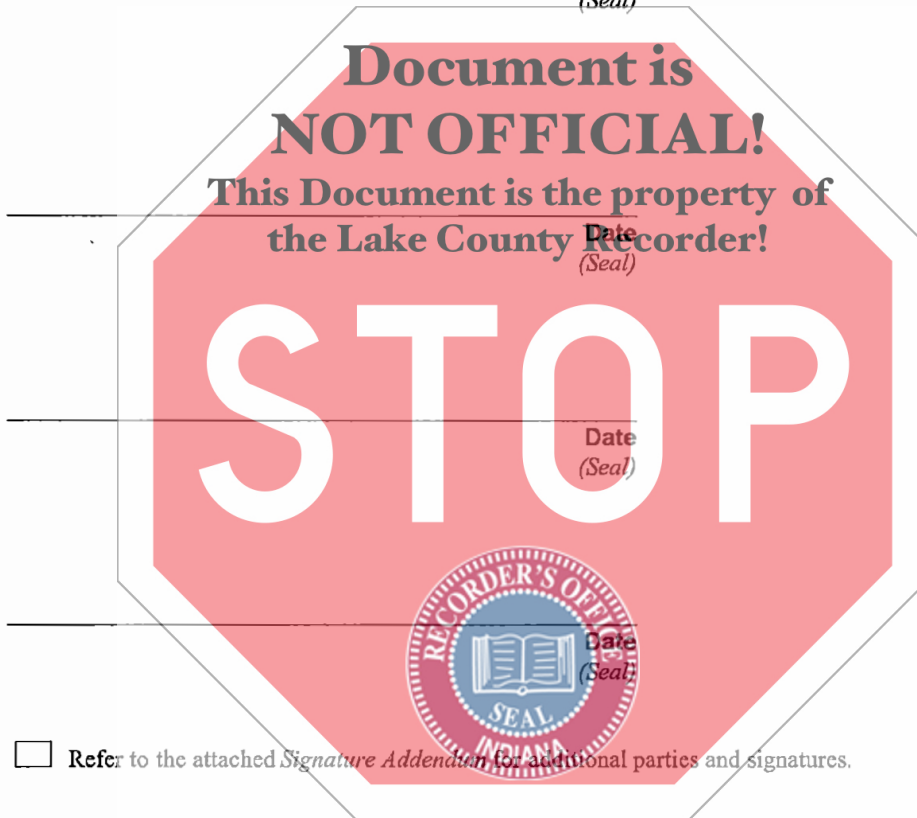 (Seal)
Document is
NOT OFFICIAL!
This Document is the property of
the Lake County Recorder!
Date
(Seal)
STOP
Date
(Seal)
RECORDER'S OFFICE
SEAL
INDIANA
Date
(Seal)
Refer to the attached Signature Addendum for additional parties and signatures.